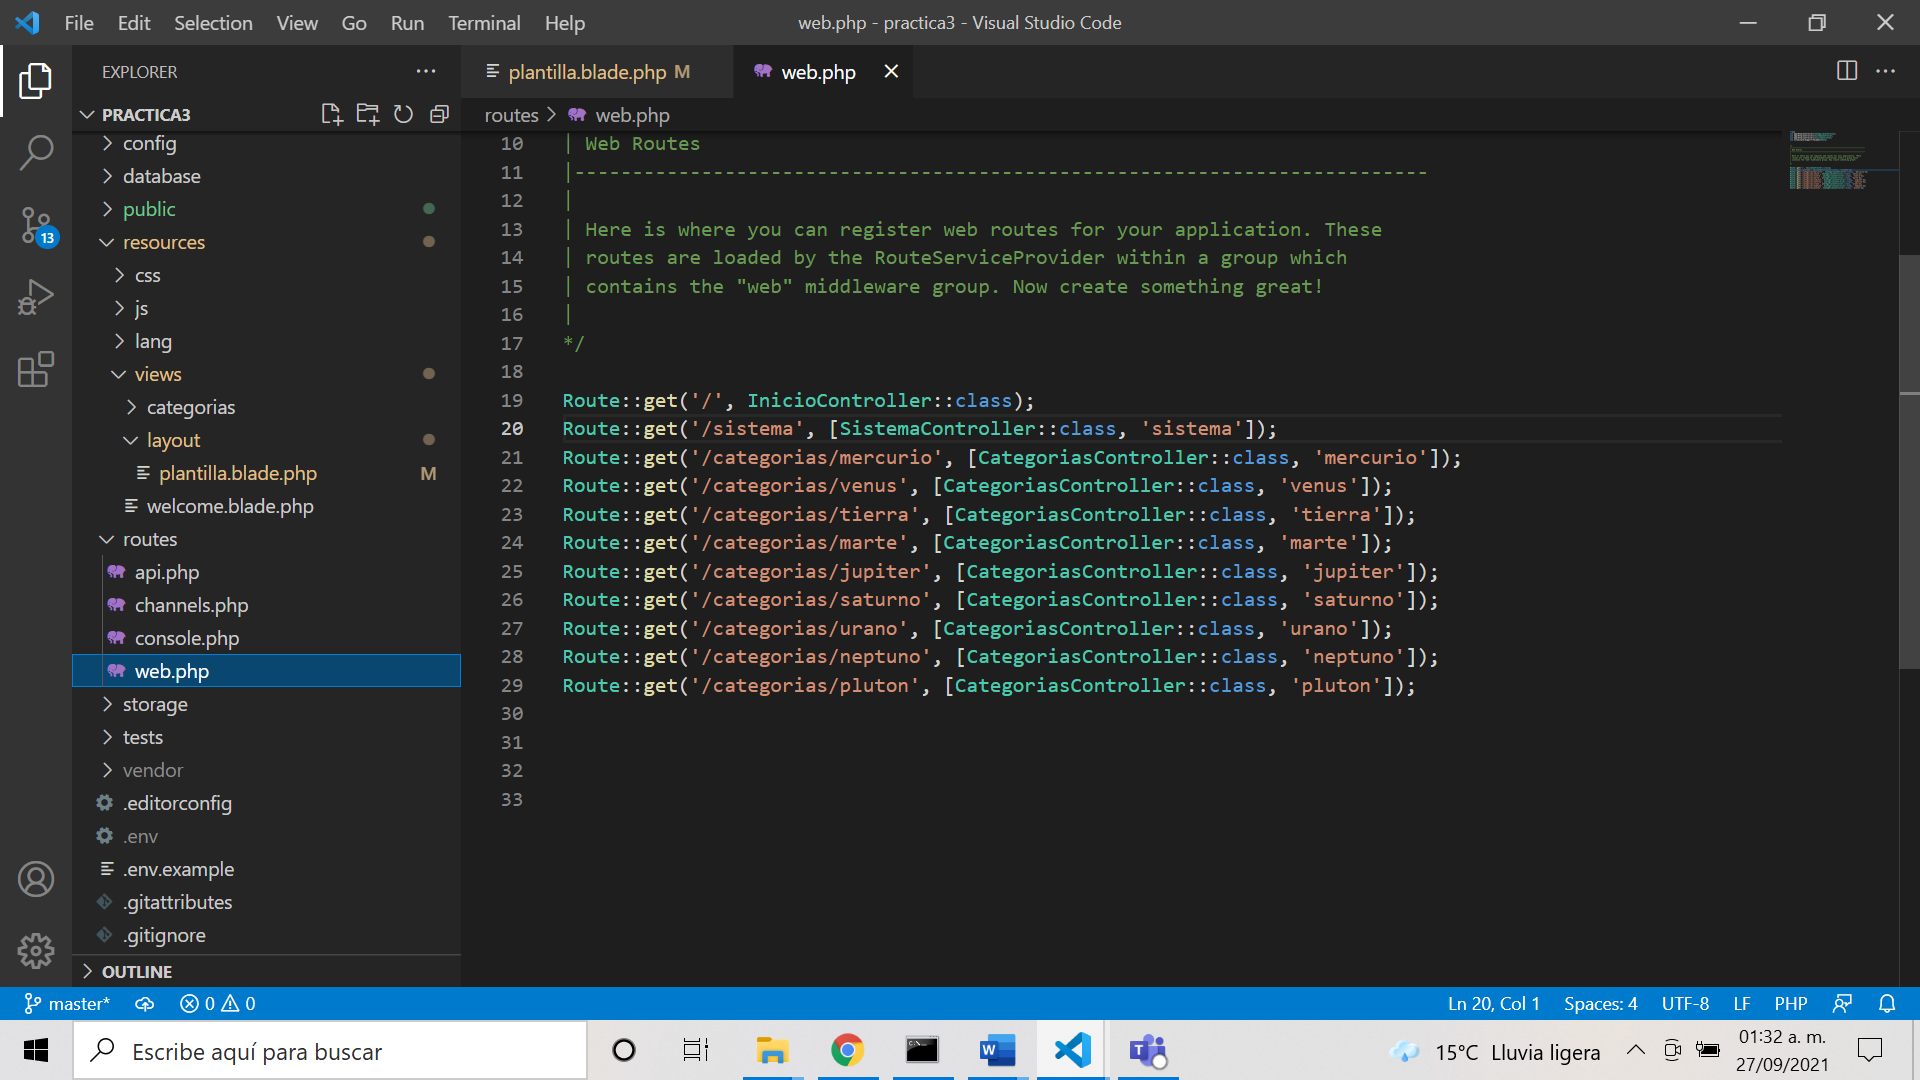 File Edit Selection View Go Run Terminal Help
web.php - practica3 - Visual Studio Code
EXPLORER
plantilla.blade.php M
web.php
PRACTICA3
routes > web.php
config
database
public
resources
css
js
lang
views
categorias
layout
plantilla.blade.php M
welcome.blade.php
routes
api.php
channels.php
console.php
web.php
storage
tests
vendor
.editorconfig
.env
.env.example
.gitattributes
.gitignore
OUTLINE
13
10 | Web Routes
11 |--------------------------------------------------------------------------
12 |
13 | Here is where you can register web routes for your application. These
14 | routes are loaded by the RouteServiceProvider within a group which
15 | contains the "web" middleware group. Now create something great!
16 |
17 */
18
19 Route::get('/', InicioController::class);
20 Route::get('/sistema', [SistemaController::class, 'sistema']);
21 Route::get('/categorias/mercurio', [CategoriasController::class, 'mercurio']);
22 Route::get('/categorias/venus', [CategoriasController::class, 'venus']);
23 Route::get('/categorias/tierra', [CategoriasController::class, 'tierra']);
24 Route::get('/categorias/marte', [CategoriasController::class, 'marte']);
25 Route::get('/categorias/jupiter', [CategoriasController::class, 'jupiter']);
26 Route::get('/categorias/saturno', [CategoriasController::class, 'saturno']);
27 Route::get('/categorias/urano', [CategoriasController::class, 'urano']);
28 Route::get('/categorias/neptuno', [CategoriasController::class, 'neptuno']);
29 Route::get('/categorias/pluton', [CategoriasController::class, 'pluton']);
30
31
32
33
master* 0 0 Ln 20, Col 1 Spaces: 4 UTF-8 LF PHP
Escribe aquí para buscar
15°C Lluvia ligera
01:32 a. m.
27/09/2021